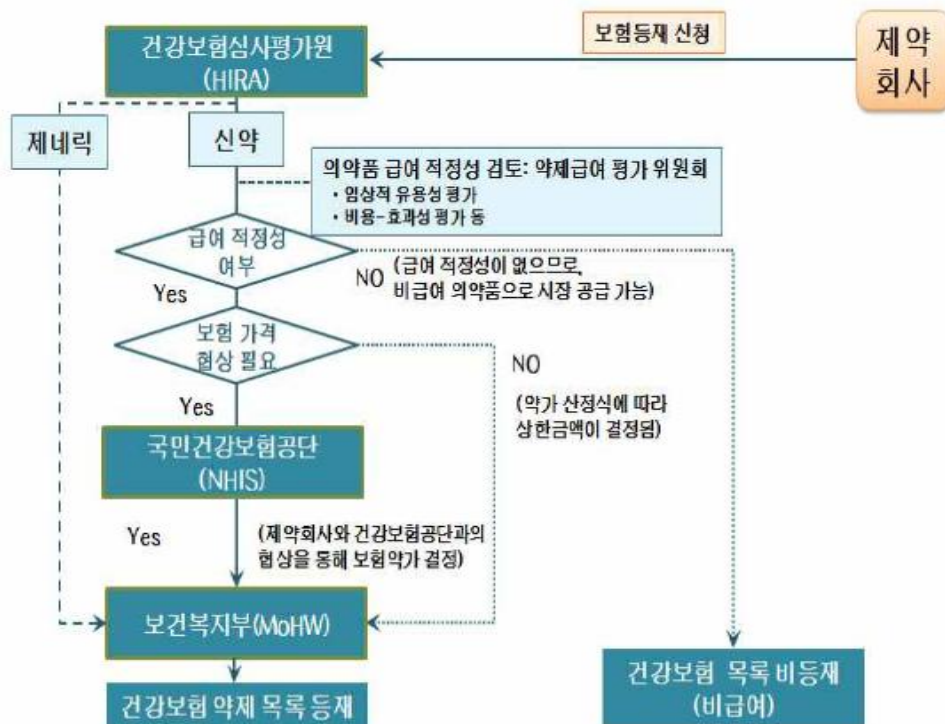 보험등재 신청
제약
회사
건강보험심사평가원
(HIRA)
제네릭
신약
의약품 급여 적정성 검토: 약제급여 평가 위원회
· 임상적 유용성 평가
· 비용-효과성 평가 등
급여 적정성
여부
NO (급여 적정성이 없으므로,
비급여 의약품으로 시장 공급 가능)
Yes
보험 가격
협상 필요
NO
(약가 산정식에 따라
상한금액이 결정됨)
Yes
국민건강보험공단
(NHIS)
Yes
(제약회사와 건강보험공단과의
협상을 통해 보험약가 결정)
보건복지부(MoHW)
건강보험 약제 목록 등재
건강보험 목록 비등재
(비급여)